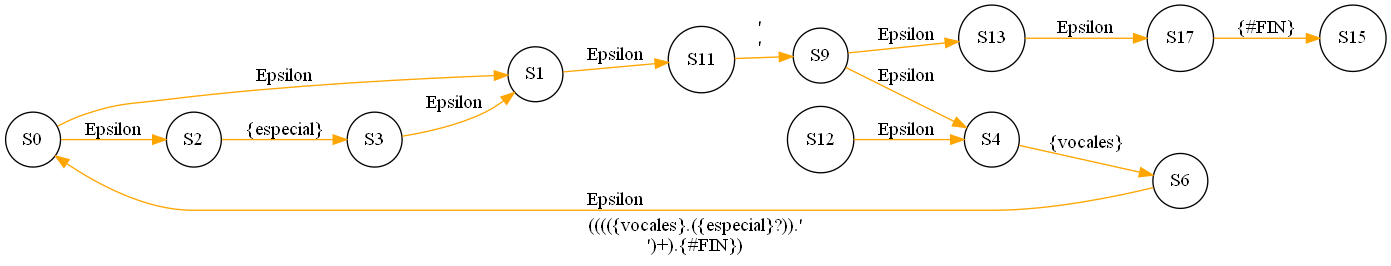 S0
Epsilon
Epsilon
S2
{especial}
S3
Epsilon
S1
Epsilon
S11
'
'
S9
Epsilon
S13
Epsilon
S17
{#FIN}
S15
Epsilon
S12
Epsilon
S4
{vocales}
S6
Epsilon
(((({vocales}.({especial}?)).'
')+).{#FIN})